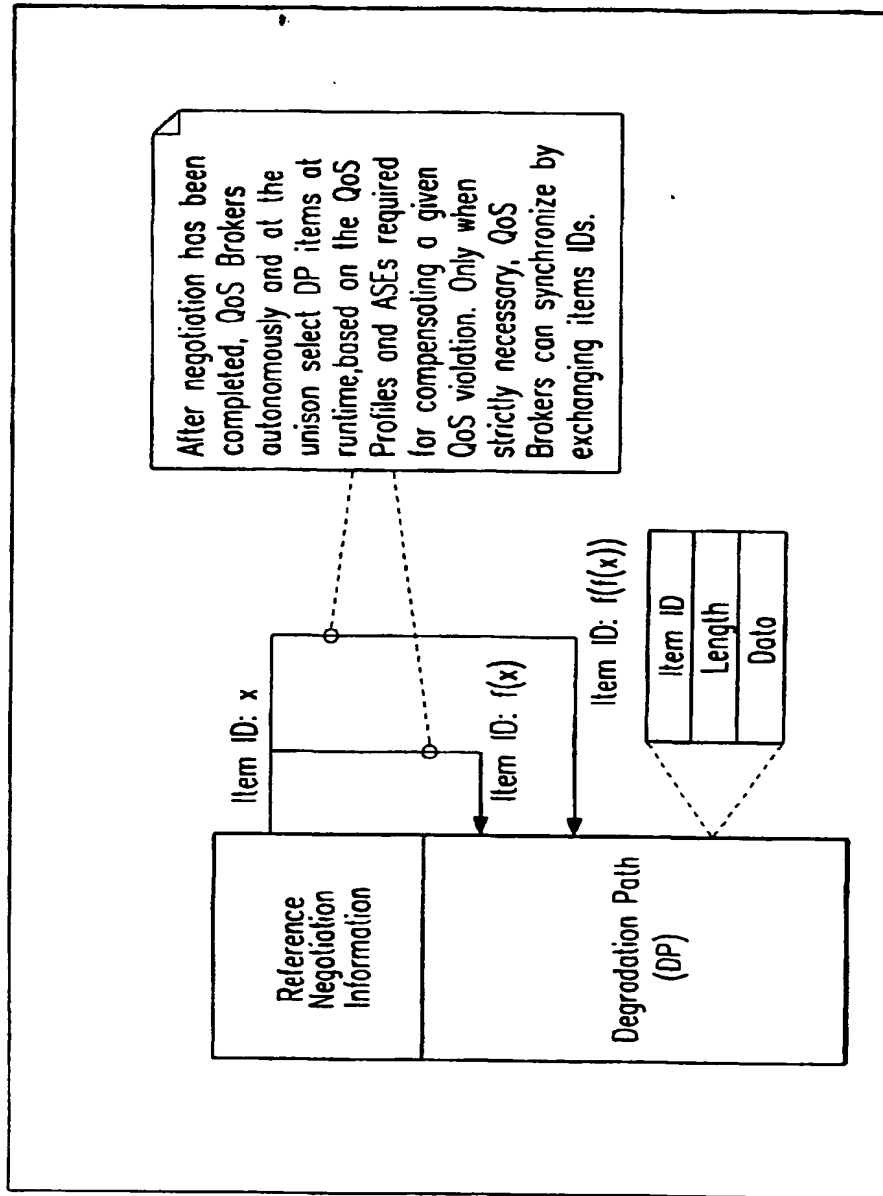 Reference
Negotiation
Information
Degradation Path
(DP)
Item ID: x
Item ID: f(x)
Item ID: f(f(x))
Item ID
Length
Data
After negotiation has been
completed, QoS Brokers
autonomously and at the
unison select DP items at
runtime,based on the QoS
Profiles and ASEs required
for compensating a given
QoS violation. Only when
strictly necessary, QoS
Brokers can synchronize by
exchanging items IDs.